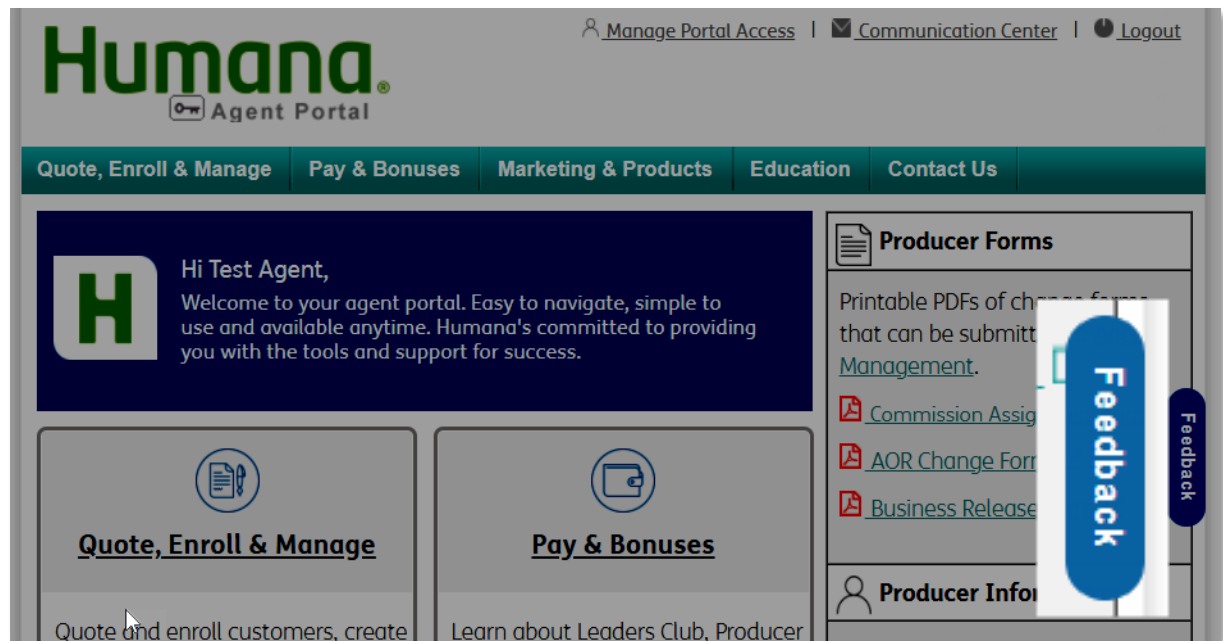 Manage Portal Access | Communication Center | Logout
Humana®
Agent Portal
Quote, Enroll & Manage Pay & Bonuses Marketing & Products Education Contact Us
Hi Test Agent,
Welcome to your agent portal. Easy to navigate, simple to
use and available anytime. Humana's committed to providing
you with the tools and support for success.
H
Quote, Enroll & Manage
Quote and enroll customers, create
Pay & Bonuses
Learn about Leaders Club, Producer
Producer Forms
Printable PDFs of change forms
that can be submitt
Management.
Commission Assig
AOR Change For
Business Release
Producer Infor
Feedback
Feedback